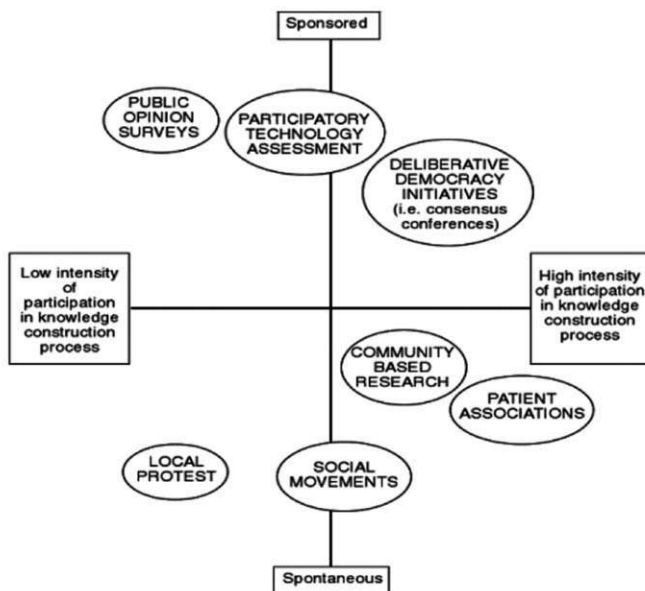 Sponsored
PUBLIC
OPINION
SURVEYS
PARTICIPATORY
TECHNOLOGY
ASSESSMENT
DELIBERATIVE
DEMOCRACY
INITIATIVES
(i.e. consensus
conferences)
Low intensity
of
participation
in knowledge
construction
process
High intensity
of participation
in knowledge
construction
process
COMMUNITY
BASED
RESEARCH
PATIENT
ASSOCIATIONS
LOCAL
PROTEST
SOCIAL
MOVEMENTS
Spontaneous